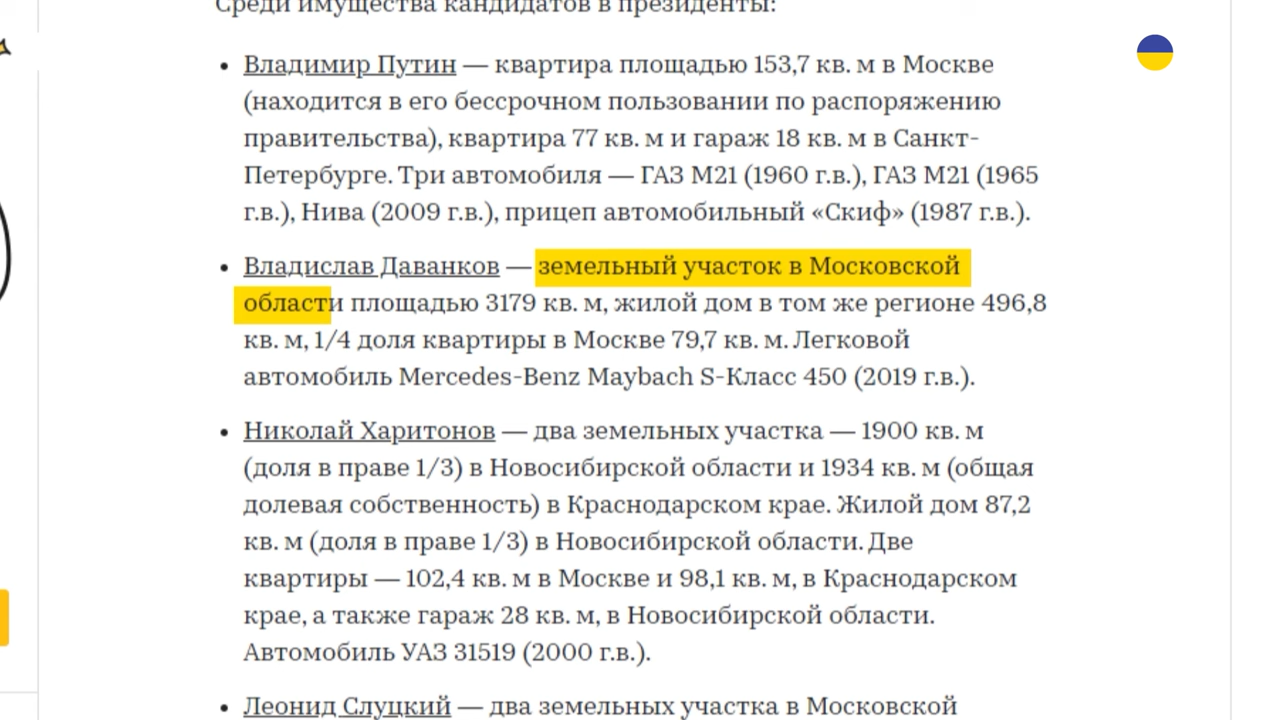 Среди имущества кандидатов в президенты:
• Владимир Путин — квартира площадью 153,7 кв. м в Москве
(находится в его бессрочном пользовании по распоряжению
правительства), квартира 77 кв. м и гараж 18 кв. м в Санкт-
Петербурге. Три автомобиля — ГАЗ М21 (1960 г.в.), ГАЗ М21 (1965
г.в.), Нива (2009 г.в.), прицеп автомобильный «Скиф» (1987 г.в.).
• Владислав Даванков — земельный участок в Московской
области площадью 3179 кв. м, жилой дом в том же регионе 496,8
кв. м, 1/4 доля квартиры в Москве 79,7 кв. м. Легковой
автомобиль Mercedes-Benz Maybach S-Класс 450 (2019 г.в.).
• Николай Харитонов — два земельных участка — 1900 кв. м
(доля в праве 1/3) в Новосибирской области и 1934 кв. м (общая
долевая собственность) в Краснодарском крае. Жилой дом 87,2
кв. м (доля в праве 1/3) в Новосибирской области. Две
квартиры — 102,4 кв. м в Москве и 98,1 кв. м, в Краснодарском
крае, а также гараж 28 кв. м, в Новосибирской области.
Автомобиль УАЗ 31519 (2000 г.в.).
• Леонид Слуцкий — два земельных участка в Московской